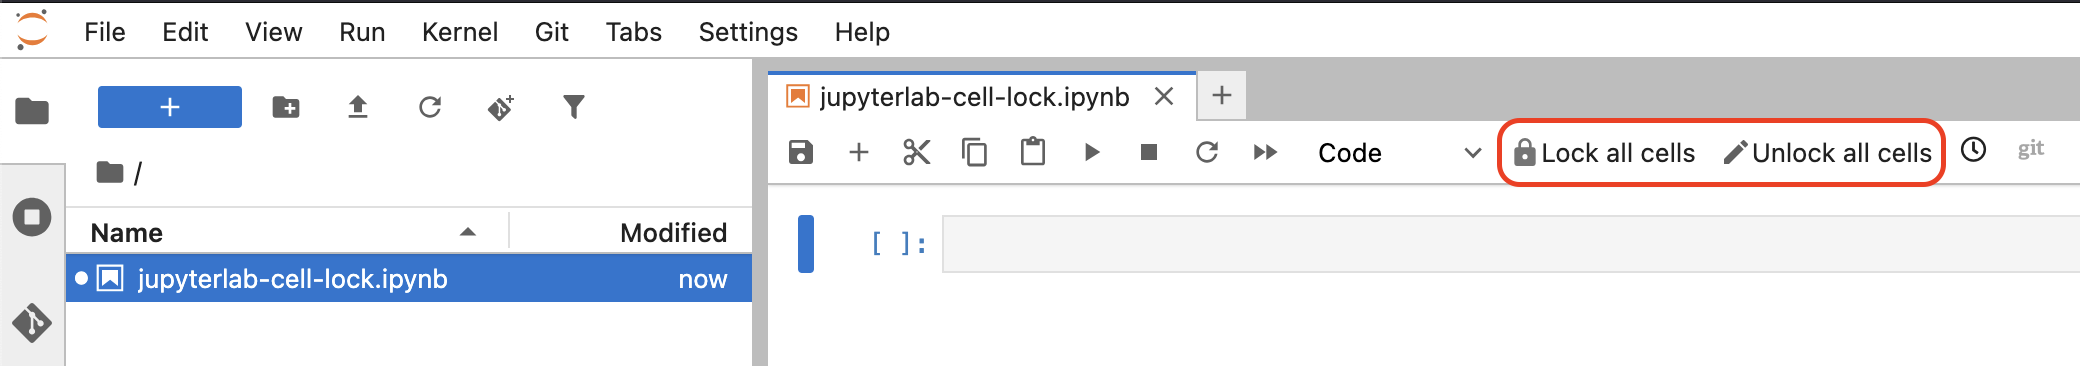 File Edit View Run Kernel Git Tabs Settings Help
jupyterlab-cell-lock.ipynb
Code Lock all cells Unlock all cells git
/
Name Modified
jupyterlab-cell-lock.ipynb now
[ ]: